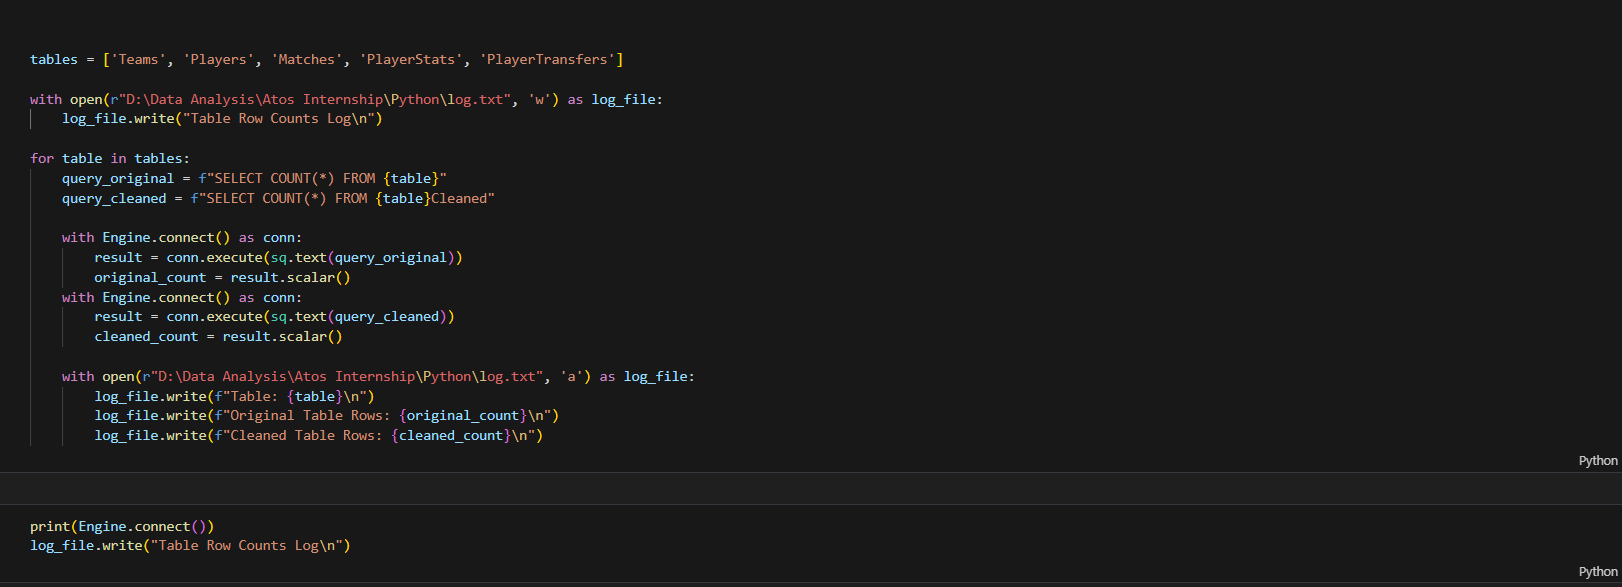 tables = ['Teams', 'Players', 'Matches', 'PlayerStats', 'PlayerTransfers']
with open(r"D:\Data Analysis\Atos Internship\Python\log.txt", 'w') as log_file:
    log_file.write("Table Row Counts Log\n")
for table in tables:
    query_original = f"SELECT COUNT(*) FROM {table}"
    query_cleaned = f"SELECT COUNT(*) FROM {table}Cleaned"
    with Engine.connect() as conn:
        result = conn.execute(sq.text(query_original))
        original_count = result.scalar()
    with Engine.connect() as conn:
        result = conn.execute(sq.text(query_cleaned))
        cleaned_count = result.scalar()
    with open(r"D:\Data Analysis\Atos Internship\Python\log.txt", 'a') as log_file:
        log_file.write(f"Table: {table}\n")
        log_file.write(f"Original Table Rows: {original_count}\n")
        log_file.write(f"Cleaned Table Rows: {cleaned_count}\n")
Python
print(Engine.connect())
log_file.write("Table Row Counts Log\n")
Python